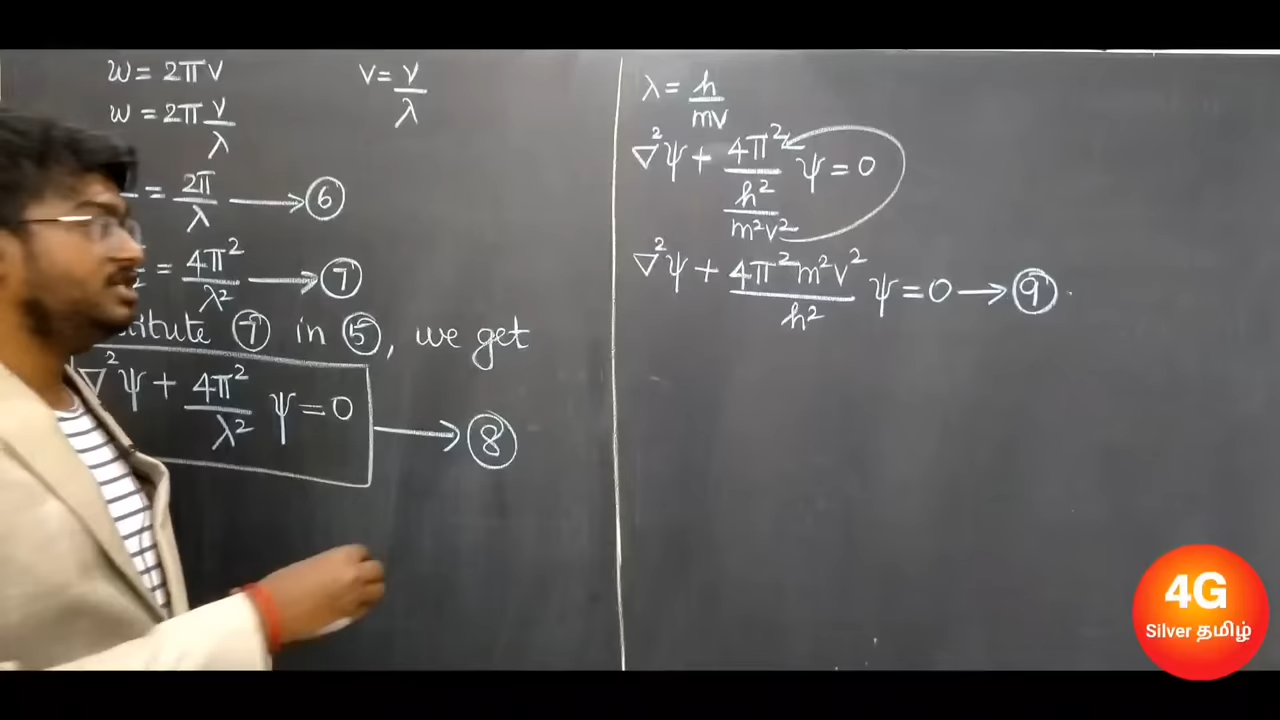 ω = 2πν
ν = v/λ
ω = 2π v/λ
= 2π/λ → ⑥
= 4π²/λ² → ⑦
⑦ in ⑤, we get
∇²ψ + 4π²/λ² ψ = 0 → ⑧
λ = h/mv
∇²ψ + 4π²/(h²/m²v²) ψ = 0
∇²ψ + 4π²m²v²/h² ψ = 0 → ⑨
4G
Silver தமிழ்